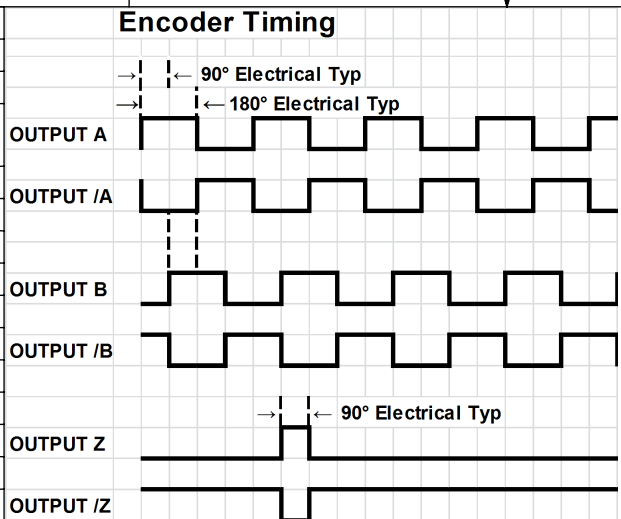 Encoder Timing
→ ← 90° Electrical Typ
→ ← 180° Electrical Typ
OUTPUT A
OUTPUT /A
OUTPUT B
OUTPUT /B
→ ← 90° Electrical Typ
OUTPUT Z
OUTPUT /Z